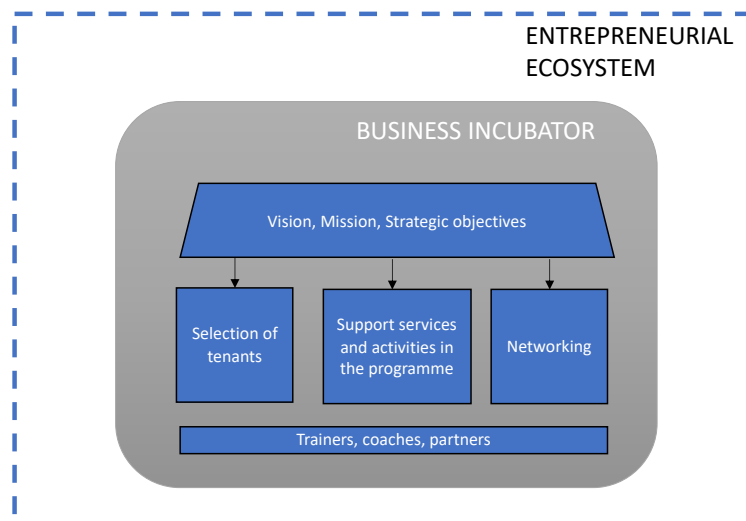 ENTREPRENEURIAL
ECOSYSTEM
BUSINESS INCUBATOR
Vision, Mission, Strategic objectives
Selection of
tenants
Support services
and activities in
the programme
Networking
Trainers, coaches, partners